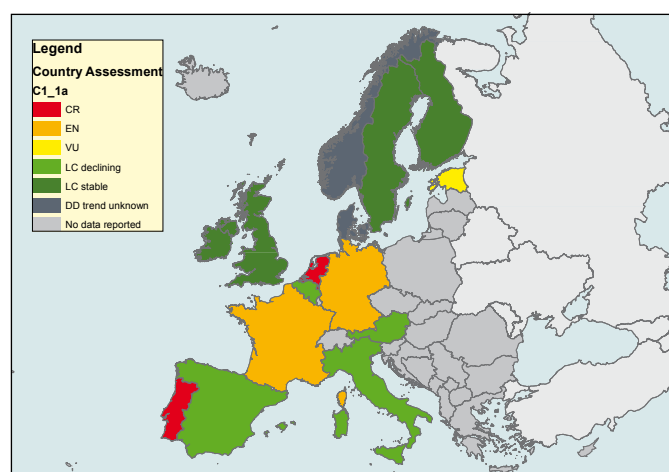 Legend
Country Assessment
C1_1a
CR
EN
VU
LC declining
LC stable
DD trend unknown
No data reported